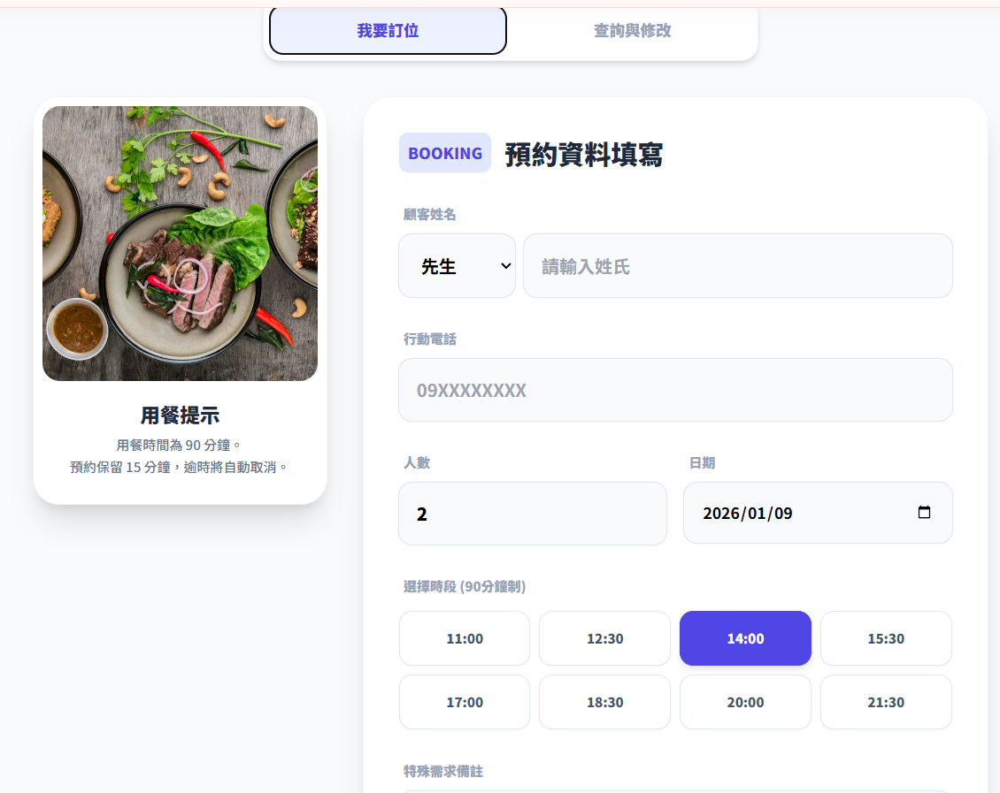 我要訂位
查詢與修改
用餐提示
用餐時間為 90 分鐘。
預約保留 15 分鐘，逾時將自動取消。
BOOKING 預約資料填寫
顧客姓名
先生
請輸入姓氏
行動電話
09XXXXXXXX
人數
日期
2
2026/01/09
選擇時段 (90分鐘制)
11:00
12:30
14:00
15:30
17:00
18:30
20:00
21:30
特殊需求備註